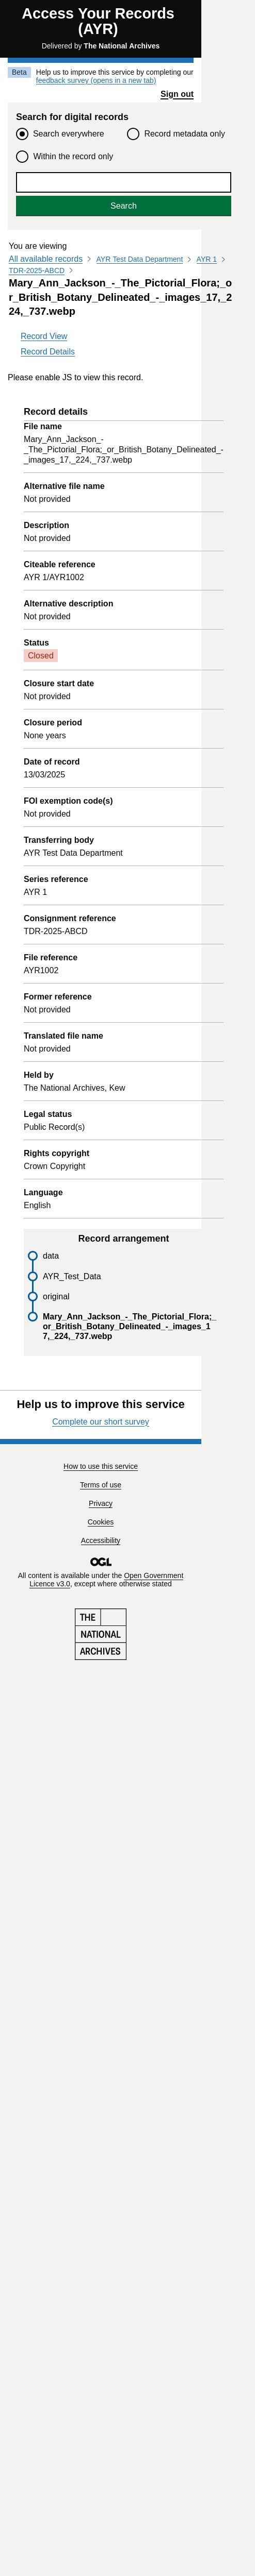 Access Your Records
(AYR)
Delivered by The National Archives
Beta
Help us to improve this service by completing our
feedback survey (opens in a new tab)
Sign out
Search for digital records
Search everywhere
Record metadata only
Within the record only
Search
You are viewing
All available records > AYR Test Data Department > AYR 1 >
TDR-2025-ABCD >
Mary_Ann_Jackson_-_The_Pictorial_Flora;_o
r_British_Botany_Delineated_-_images_17,_2
24,_737.webp
Record View
Record Details
Please enable JS to view this record.
Record details
File name
Mary_Ann_Jackson_-
_The_Pictorial_Flora;_or_British_Botany_Delineated_-
_images_17,_224,_737.webp
Alternative file name
Not provided
Description
Not provided
Citeable reference
AYR 1/AYR1002
Alternative description
Not provided
Status
Closed
Closure start date
Not provided
Closure period
None years
Date of record
13/03/2025
FOI exemption code(s)
Not provided
Transferring body
AYR Test Data Department
Series reference
AYR 1
Consignment reference
TDR-2025-ABCD
File reference
AYR1002
Former reference
Not provided
Translated file name
Not provided
Held by
The National Archives, Kew
Legal status
Public Record(s)
Rights copyright
Crown Copyright
Language
English
Record arrangement
data
AYR_Test_Data
original
Mary_Ann_Jackson_-_The_Pictorial_Flora;_
or_British_Botany_Delineated_-_images_1
7,_224,_737.webp
Help us to improve this service
Complete our short survey
How to use this service
Terms of use
Privacy
Cookies
Accessibility
OGL
All content is available under the Open Government
Licence v3.0, except where otherwise stated
THE
NATIONAL
ARCHIVES